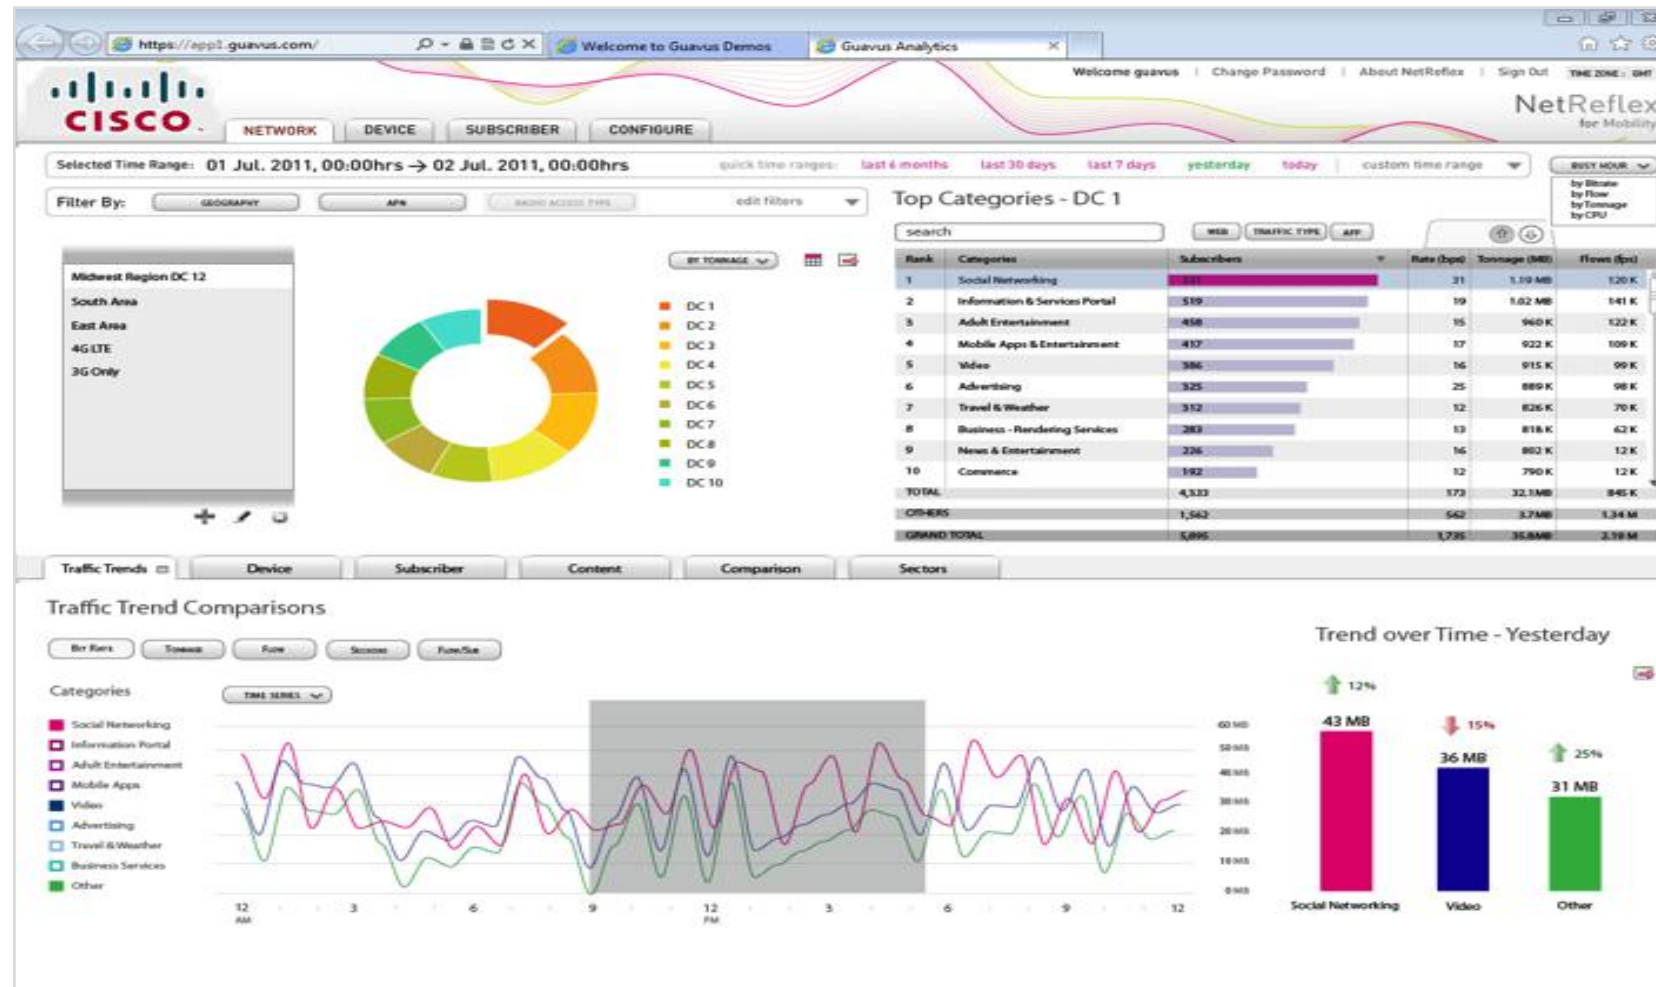 https://app1.guavus.com/
Welcome to Guavus Demos
Guavus Analytics
Welcome guavus | Change Password | About NetReflex | Sign Out TIME ZONE: GMT
CISCO
NetReflex
for Mobility
NETWORK DEVICE SUBSCRIBER CONFIGURE
Selected Time Range: 01 Jul. 2011, 00:00hrs → 02 Jul. 2011, 00:00hrs
quick time ranges: last 6 months last 30 days last 7 days yesterday today | custom time range
BUSY HOUR
by Bitrate
by Flow
by Tonnage
by CPU
Filter By: GEOGRAPHY APN RADIO ACCESS TYPE edit filters
Midwest Region DC 12
South Area
East Area
4G LTE
3G Only
BY TONNAGE
DC 1
DC 2
DC 3
DC 4
DC 5
DC 6
DC 7
DC 8
DC 9
DC 10
Top Categories - DC 1
search
WEB TRAFFIC TYPE APP
Rank Categories Subscribers Rate (bps) Tonnage (MB) Flows (fps)
1 Social Networking 31 1.19 MB 120 K
2 Information & Services Portal 519 19 1.02 MB 141 K
3 Adult Entertainment 458 15 960 K 122 K
4 Mobile Apps & Entertainment 417 17 922 K 109 K
5 Video 386 16 915 K 99 K
6 Advertising 325 25 889 K 98 K
7 Travel & Weather 312 12 826 K 70 K
8 Business - Rendering Services 283 13 818 K 62 K
9 News & Entertainment 226 16 802 K 12 K
10 Commerce 192 12 790 K 12 K
TOTAL 4,333 173 32.1MB 845 K
OTHERS 1,562 562 3.7MB 1.34 M
GRAND TOTAL 5,895 1,735 35.8MB 2.19 M
Traffic Trends Device Subscriber Content Comparison Sectors
Traffic Trend Comparisons
Bit Rate Tonnage Flow Sessions Flow/Sub
Categories
TIME SERIES
Social Networking
Information Portal
Adult Entertainment
Mobile Apps
Video
Advertising
Travel & Weather
Business Services
Other
60 MB
50 MB
40 MB
30 MB
20 MB
10 MB
0 MB
12 3 6 9 12 3 6 9 12
AM PM
Trend over Time - Yesterday
12%
43 MB
15%
36 MB
25%
31 MB
Social Networking Video Other